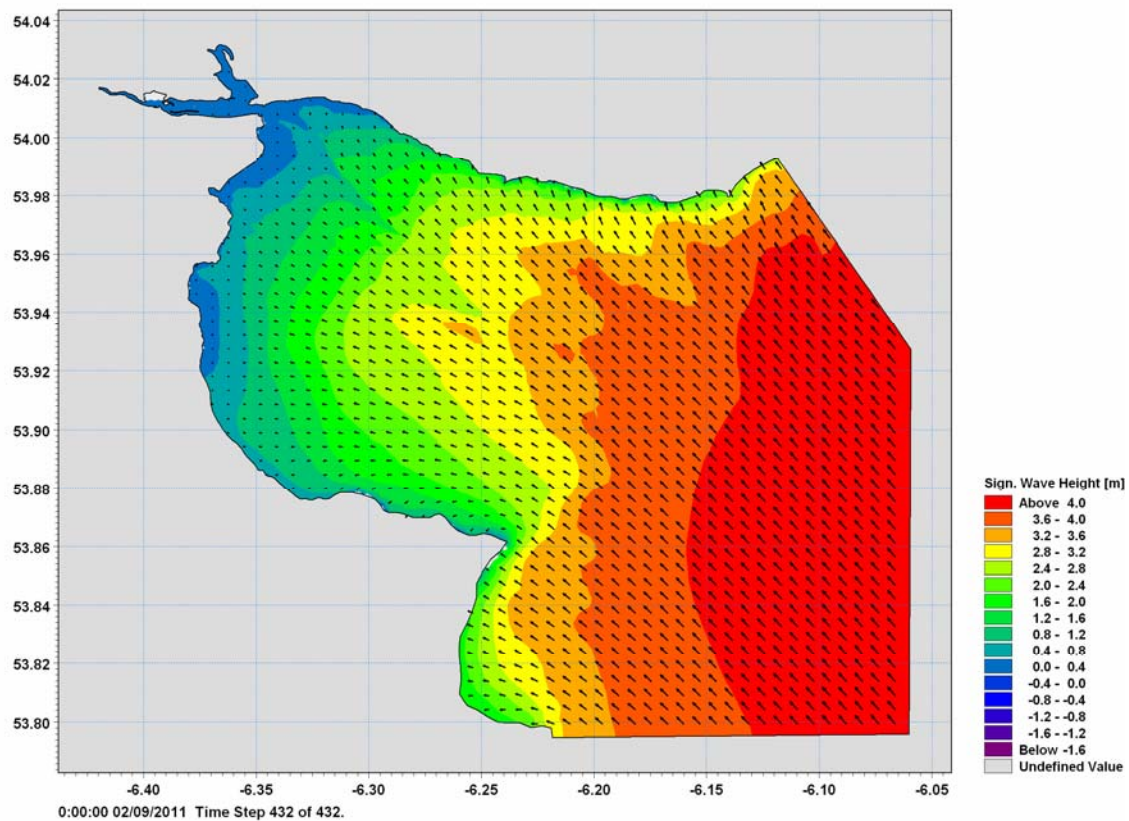 54.04
54.02
54.00
53.98
53.96
53.94
53.92
53.90
53.88
53.86
53.84
53.82
53.80
-6.40 -6.35 -6.30 -6.25 -6.20 -6.15 -6.10 -6.05
0:00:00 02/09/2011 Time Step 432 of 432.
Sign. Wave Height [m]
Above 4.0
3.6 - 4.0
3.2 - 3.6
2.8 - 3.2
2.4 - 2.8
2.0 - 2.4
1.6 - 2.0
1.2 - 1.6
0.8 - 1.2
0.4 - 0.8
0.0 - 0.4
-0.4 - 0.0
-0.8 - -0.4
-1.2 - -0.8
-1.6 - -1.2
Below -1.6
Undefined Value